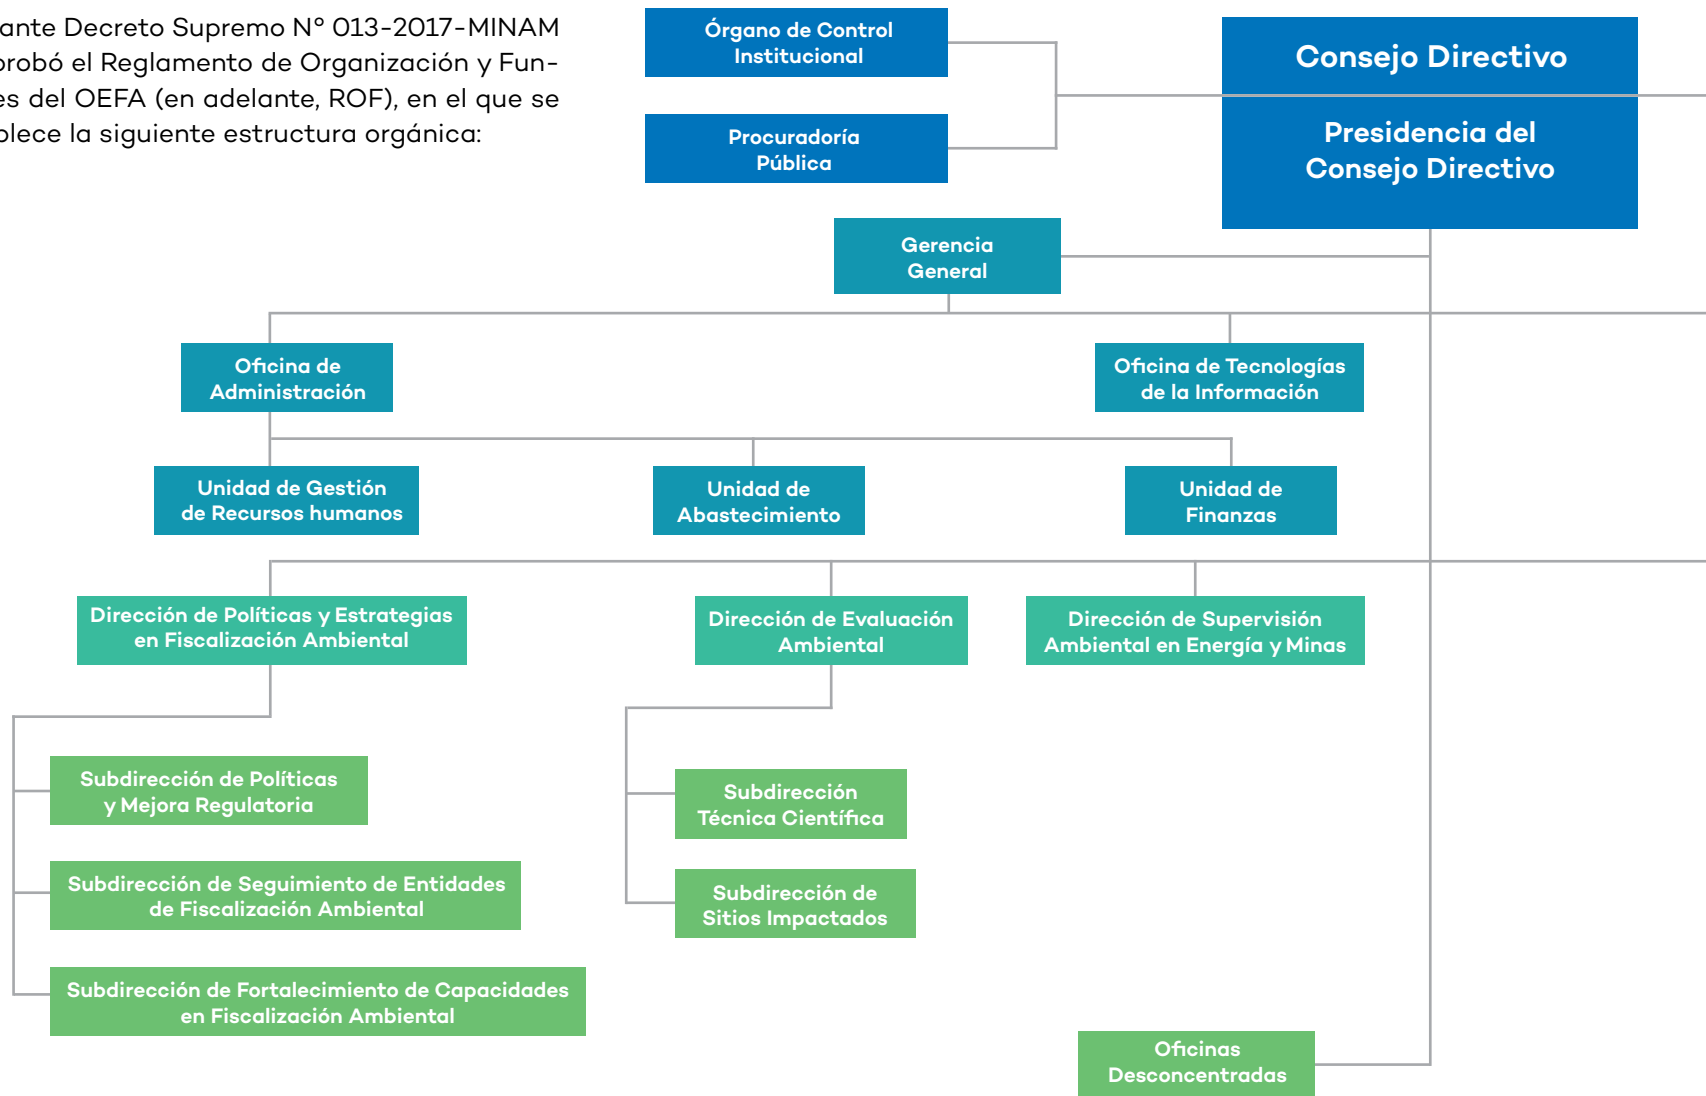 ante Decreto Supremo N° 013-2017-MINAM
probó el Reglamento de Organización y Fun-
es del OEFA (en adelante, ROF), en el que se
blece la siguiente estructura orgánica:
Órgano de Control
Institucional
Procuradoría
Pública
Consejo Directivo
Presidencia del
Consejo Directivo
Gerencia
General
Oficina de
Administración
Oficina de Tecnologías
de la Información
Unidad de Gestión
de Recursos humanos
Unidad de
Abastecimiento
Unidad de
Finanzas
Dirección de Políticas y Estrategias
en Fiscalización Ambiental
Dirección de Evaluación
Ambiental
Dirección de Supervisión
Ambiental en Energía y Minas
Subdirección de Políticas
y Mejora Regulatoria
Subdirección de Seguimiento de Entidades
de Fiscalización Ambiental
Subdirección de Fortalecimiento de Capacidades
en Fiscalización Ambiental
Subdirección
Técnica Científica
Subdirección de
Sitios Impactados
Oficinas
Desconcentradas